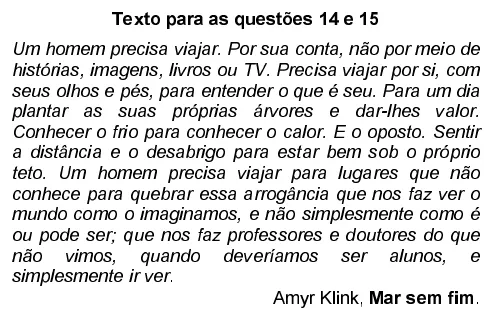 Texto para as questões 14 e 15
Um homem precisa viajar. Por sua conta, não por meio de
histórias, imagens, livros ou TV. Precisa viajar por si, com
seus olhos e pés, para entender o que é seu. Para um dia
plantar as suas próprias árvores e dar-lhes valor.
Conhecer o frio para conhecer o calor. E o oposto. Sentir
a distância e o desabrigo para estar bem sob o próprio
teto. Um homem precisa viajar para lugares que não
conhece para quebrar essa arrogância que nos faz ver o
mundo como o imaginamos, e não simplesmente como é
ou pode ser; que nos faz professores e doutores do que
não vimos, quando deveríamos ser alunos, e
simplesmente ir ver.
Amyr Klink, Mar sem fim.